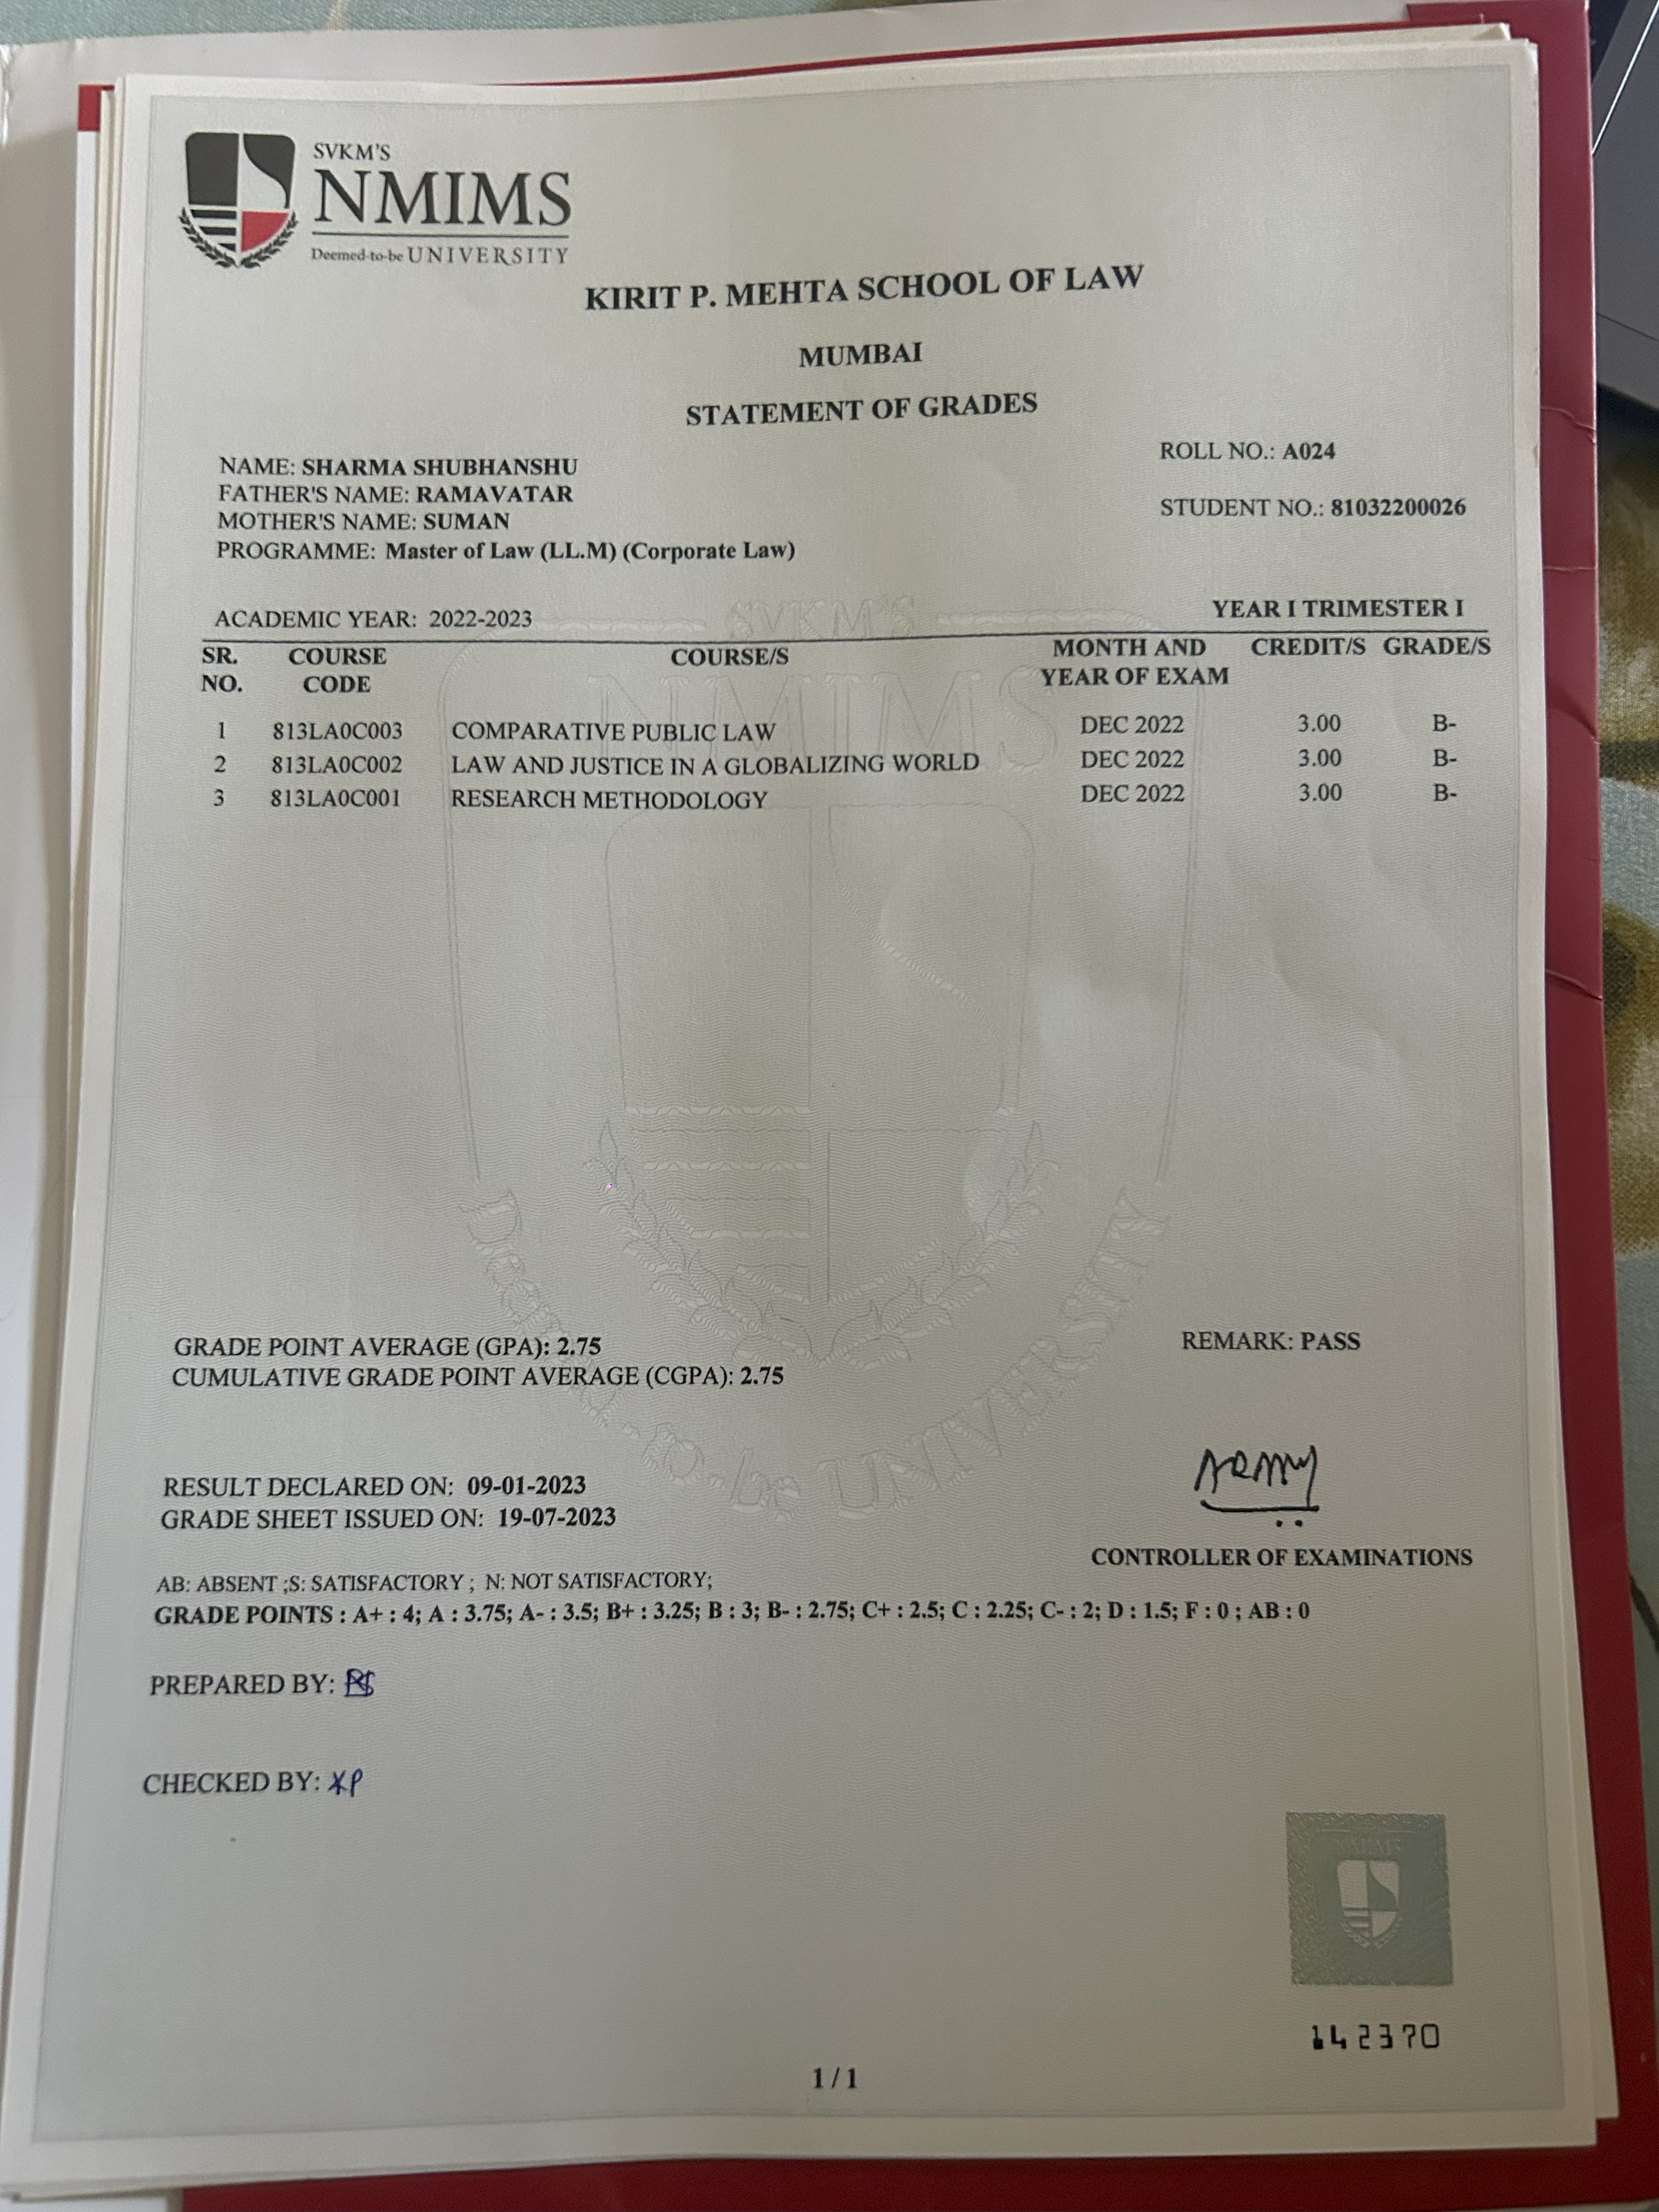 SVKM'S
NMIMS
Deemed-to-be UNIVERSITY
KIRIT P. MEHTA SCHOOL OF LAW
MUMBAI
STATEMENT OF GRADES
NAME: SHARMA SHUBHANSHU
ROLL NO.: A024
FATHER'S NAME: RAMAVATAR
MOTHER'S NAME: SUMAN
STUDENT NO.: 81032200026
PROGRAMME: Master of Law (LL.M) (Corporate Law)
ACADEMIC YEAR: 2022-2023 YEAR I TRIMESTER I
SR. NO. COURSE CODE COURSE/S MONTH AND YEAR OF EXAM CREDIT/S GRADE/S
1 813LA0C003 COMPARATIVE PUBLIC LAW DEC 2022 3.00 B-
2 813LA0C002 LAW AND JUSTICE IN A GLOBALIZING WORLD DEC 2022 3.00 B-
3 813LA0C001 RESEARCH METHODOLOGY DEC 2022 3.00 B-
SVKM'S
NMIMS
Deemed-to-be UNIVERSITY
GRADE POINT AVERAGE (GPA): 2.75 REMARK: PASS
CUMULATIVE GRADE POINT AVERAGE (CGPA): 2.75
RESULT DECLARED ON: 09-01-2023
GRADE SHEET ISSUED ON: 19-07-2023
CONTROLLER OF EXAMINATIONS
AB: ABSENT ;S: SATISFACTORY ; N: NOT SATISFACTORY;
GRADE POINTS : A+ : 4; A : 3.75; A- : 3.5; B+ : 3.25; B : 3; B- : 2.75; C+ : 2.5; C : 2.25; C- : 2; D : 1.5; F : 0 ; AB : 0
PREPARED BY:
CHECKED BY:
NMIMS
142370
1 / 1